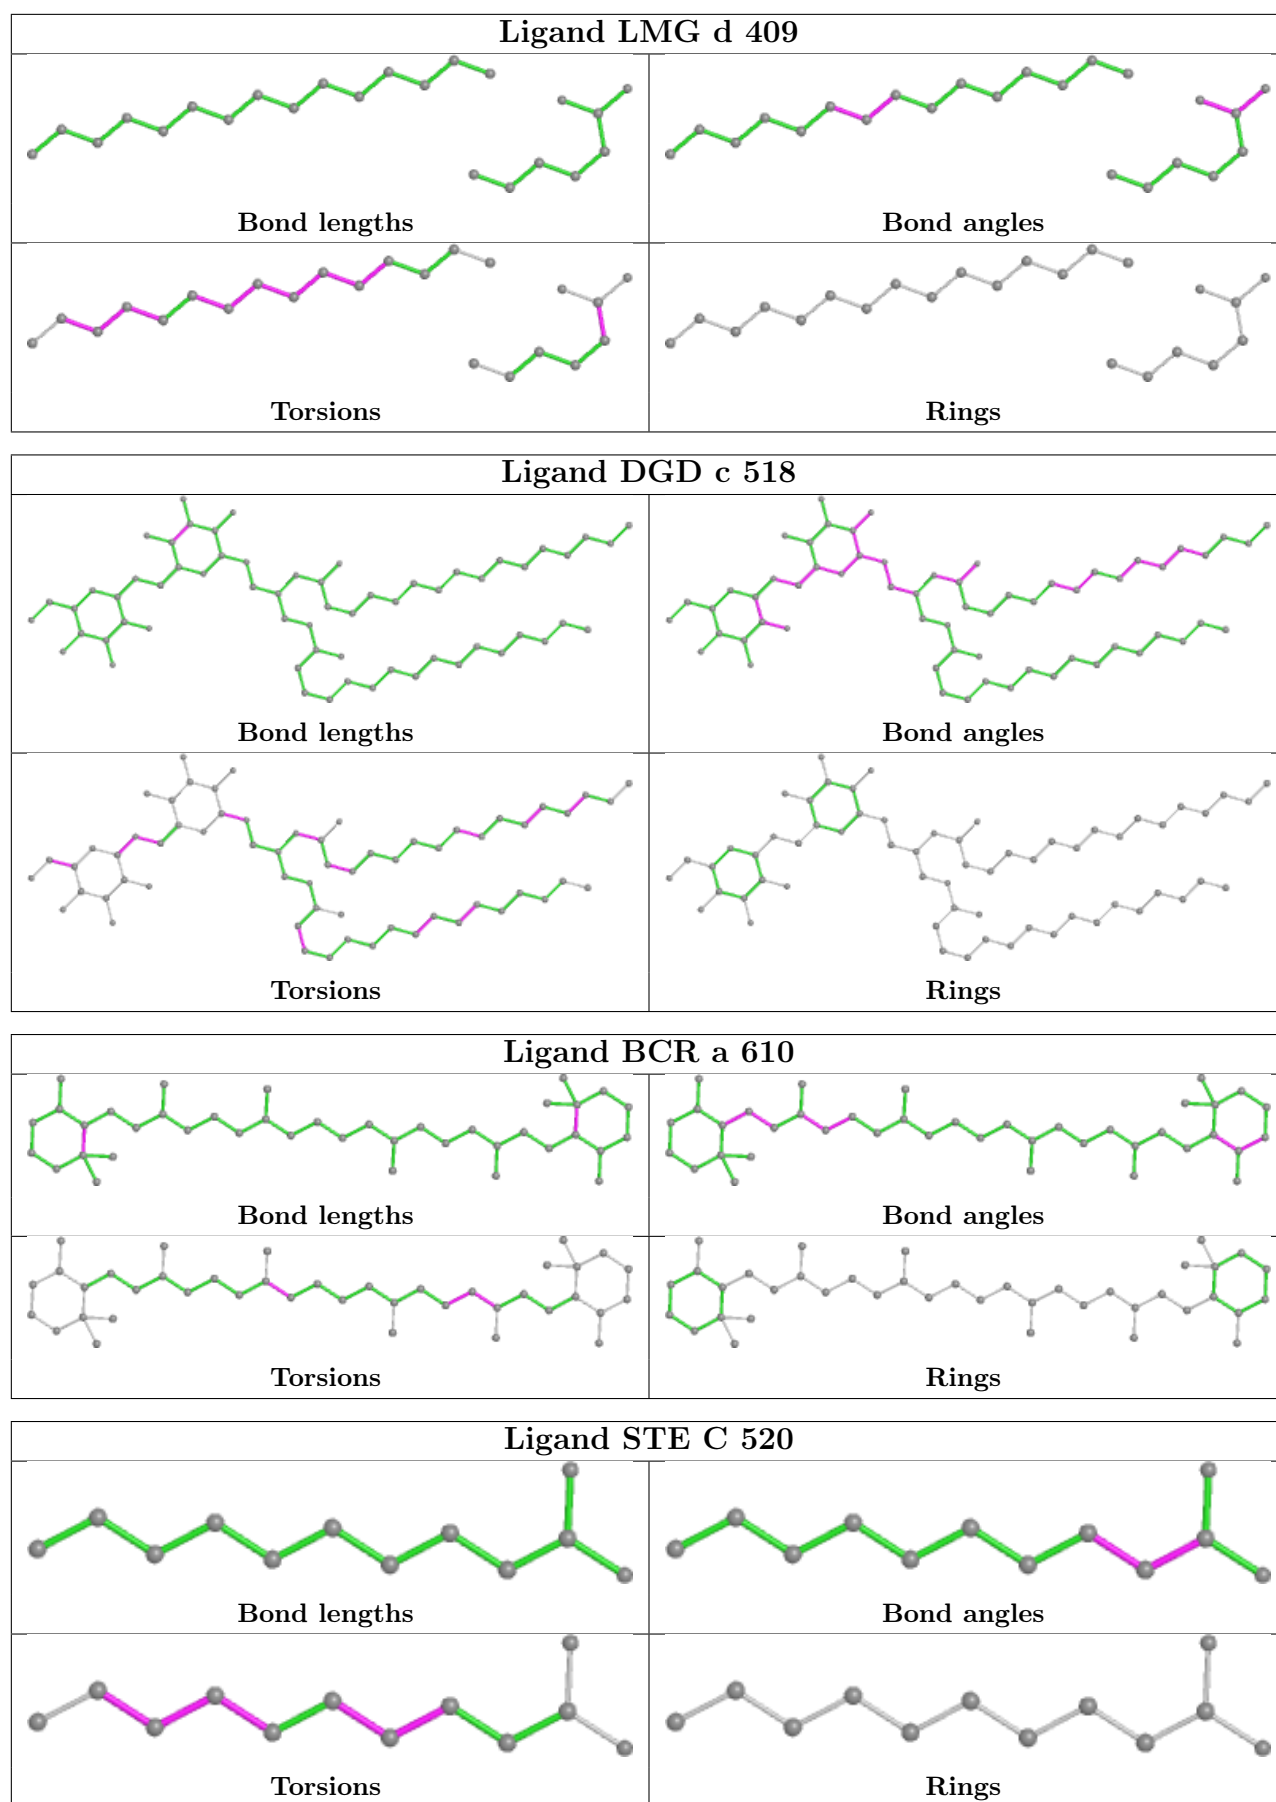 Ligand LMG d 409
Bond lengths
Bond angles
Torsions
Rings
Ligand DGD c 518
Bond lengths
Bond angles
Torsions
Rings
Ligand BCR a 610
Bond lengths
Bond angles
Torsions
Rings
Ligand STE C 520
Bond lengths
Bond angles
Torsions
Rings